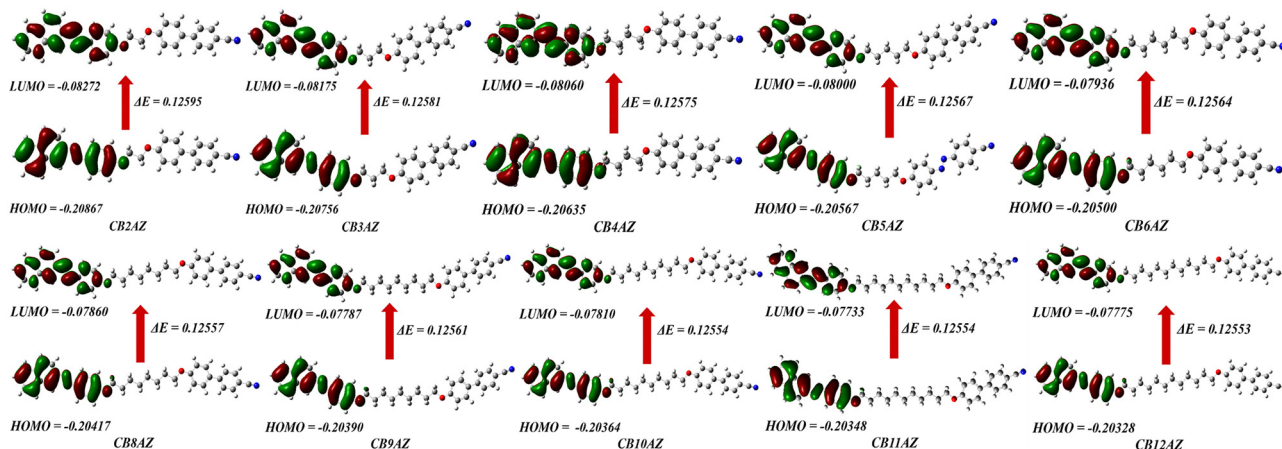 LUMO = -0.08272
ΔE = 0.12595
HOMO = -0.20867
CB2AZ
LUMO = -0.08175
ΔE = 0.12581
HOMO = -0.20756
CB3AZ
LUMO = -0.08060
ΔE = 0.12575
HOMO = -0.20635
CB4AZ
LUMO = -0.08000
ΔE = 0.12567
HOMO = -0.20567
CB5AZ
LUMO = -0.07936
ΔE = 0.12564
HOMO = -0.20500
CB6AZ
LUMO = -0.07860
ΔE = 0.12557
HOMO = -0.20417
CB8AZ
LUMO = -0.07787
ΔE = 0.12561
HOMO = -0.20390
CB9AZ
LUMO = -0.07810
ΔE = 0.12554
HOMO = -0.20364
CB10AZ
LUMO = -0.07733
ΔE = 0.12554
HOMO = -0.20348
CB11AZ
LUMO = -0.07775
ΔE = 0.12553
HOMO = -0.20328
CB12AZ